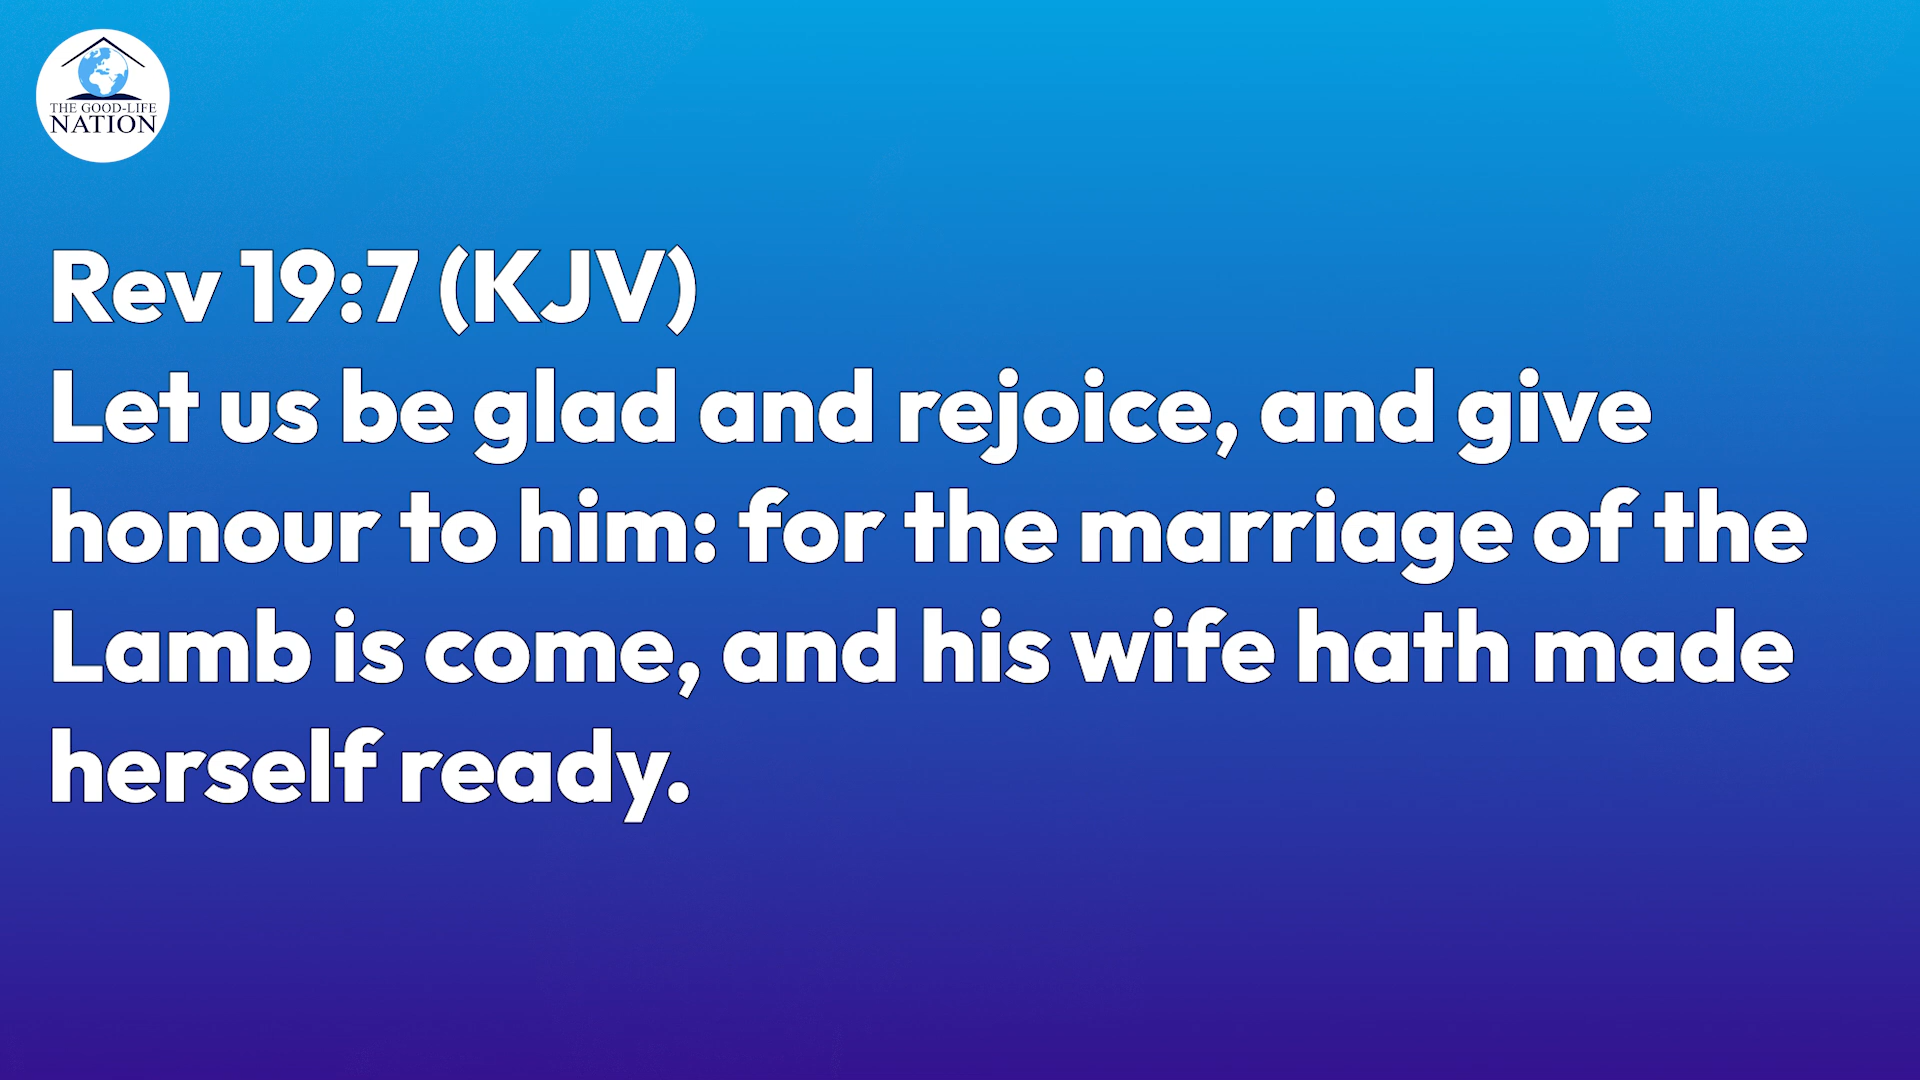 THE GOOD-LIFE
NATION
Rev 19:7 (KJV)
Let us be glad and rejoice, and give
honour to him: for the marriage of the
Lamb is come, and his wife hath made
herself ready.